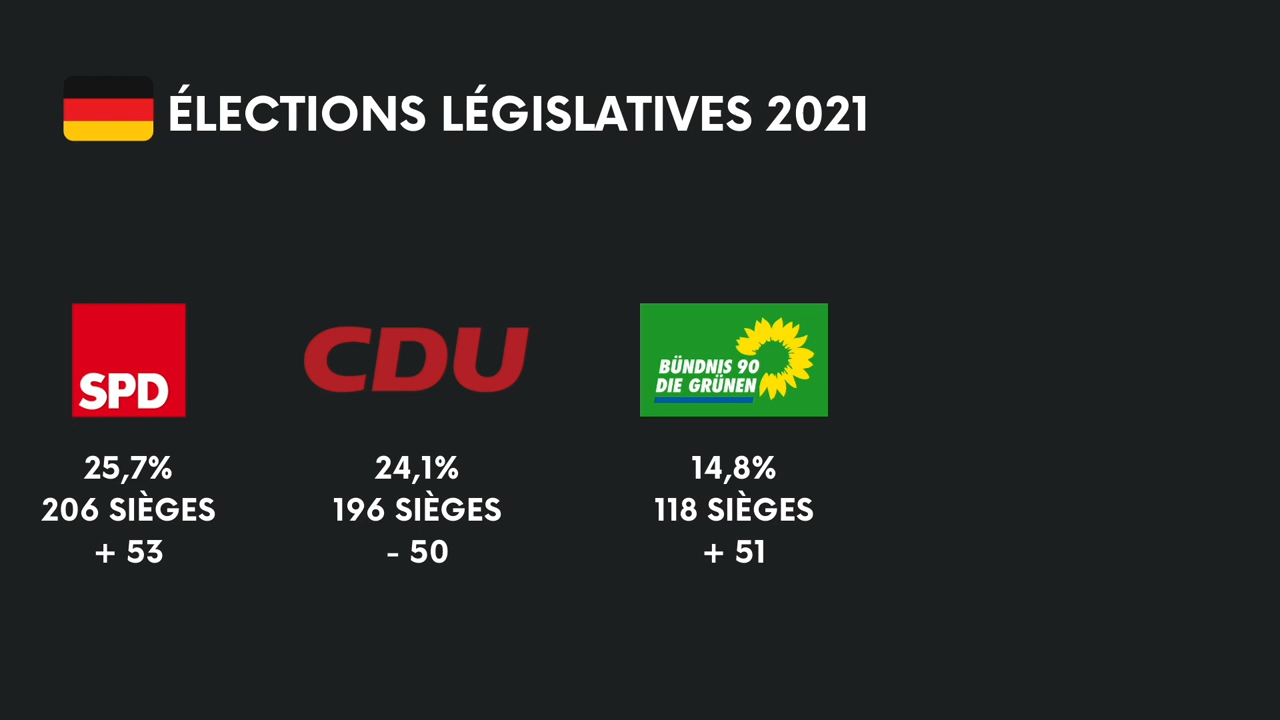 ÉLECTIONS LÉGISLATIVES 2021
SPD
CDU
BÜNDNIS 90
DIE GRÜNEN
25,7%
206 SIÈGES
+ 53
24,1%
196 SIÈGES
- 50
14,8%
118 SIÈGES
+ 51